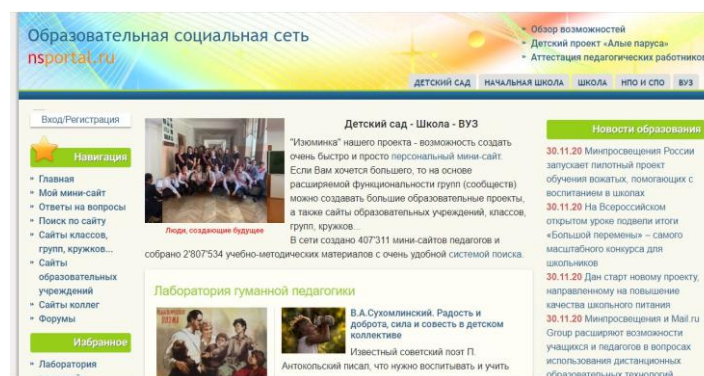 Образовательная социальная сеть
nsportal.ru
Обзор возможностей
Детский проект «Алые паруса»
Аттестация педагогических работников
ДЕТСКИЙ САД НАЧАЛЬНАЯ ШКОЛА ШКОЛА НПО И СПО ВУЗ
Вход/Регистрация
Навигация
Главная
Мой мини-сайт
Ответы на вопросы
Поиск по сайту
Сайты классов,
групп, кружков...
Сайты
образовательных
учреждений
Сайты коллег
Форумы
Избранное
Лаборатория
Люди, создающие будущее
Детский сад - Школа - ВУЗ
"Изюминка" нашего проекта - возможность создать
очень быстро и просто персональный мини-сайт.
Если Вам хочется большего, то на основе
расширяемой функциональности групп (сообществ)
можно создавать большие образовательные проекты,
а также сайты образовательных учреждений, классов,
групп, кружков...
В сети создано 407'311 мини-сайтов педагогов и
собрано 2'807'534 учебно-методических материалов с очень удобной системой поиска.
Лаборатория гуманной педагогики
В.А.Сухомлинский. Радость и
доброта, сила и совесть в детском
коллективе
Известный советский поэт П.
Антокольский писал, что нужно воспитывать и учить
Новости образования
30.11.20 Минпросвещения России
запускает пилотный проект
обучения вожатых, помогающих с
воспитанием в школах
30.11.20 На Всероссийском
открытом уроке подвели итоги
«Большой перемены» – самого
масштабного конкурса для
школьников
30.11.20 Дан старт новому проекту,
направленному на повышение
качества школьного питания
30.11.20 Минпросвещения и Mail.ru
Group расширяют возможности
учащихся и педагогов в вопросах
использования дистанционных
образовательных технологий